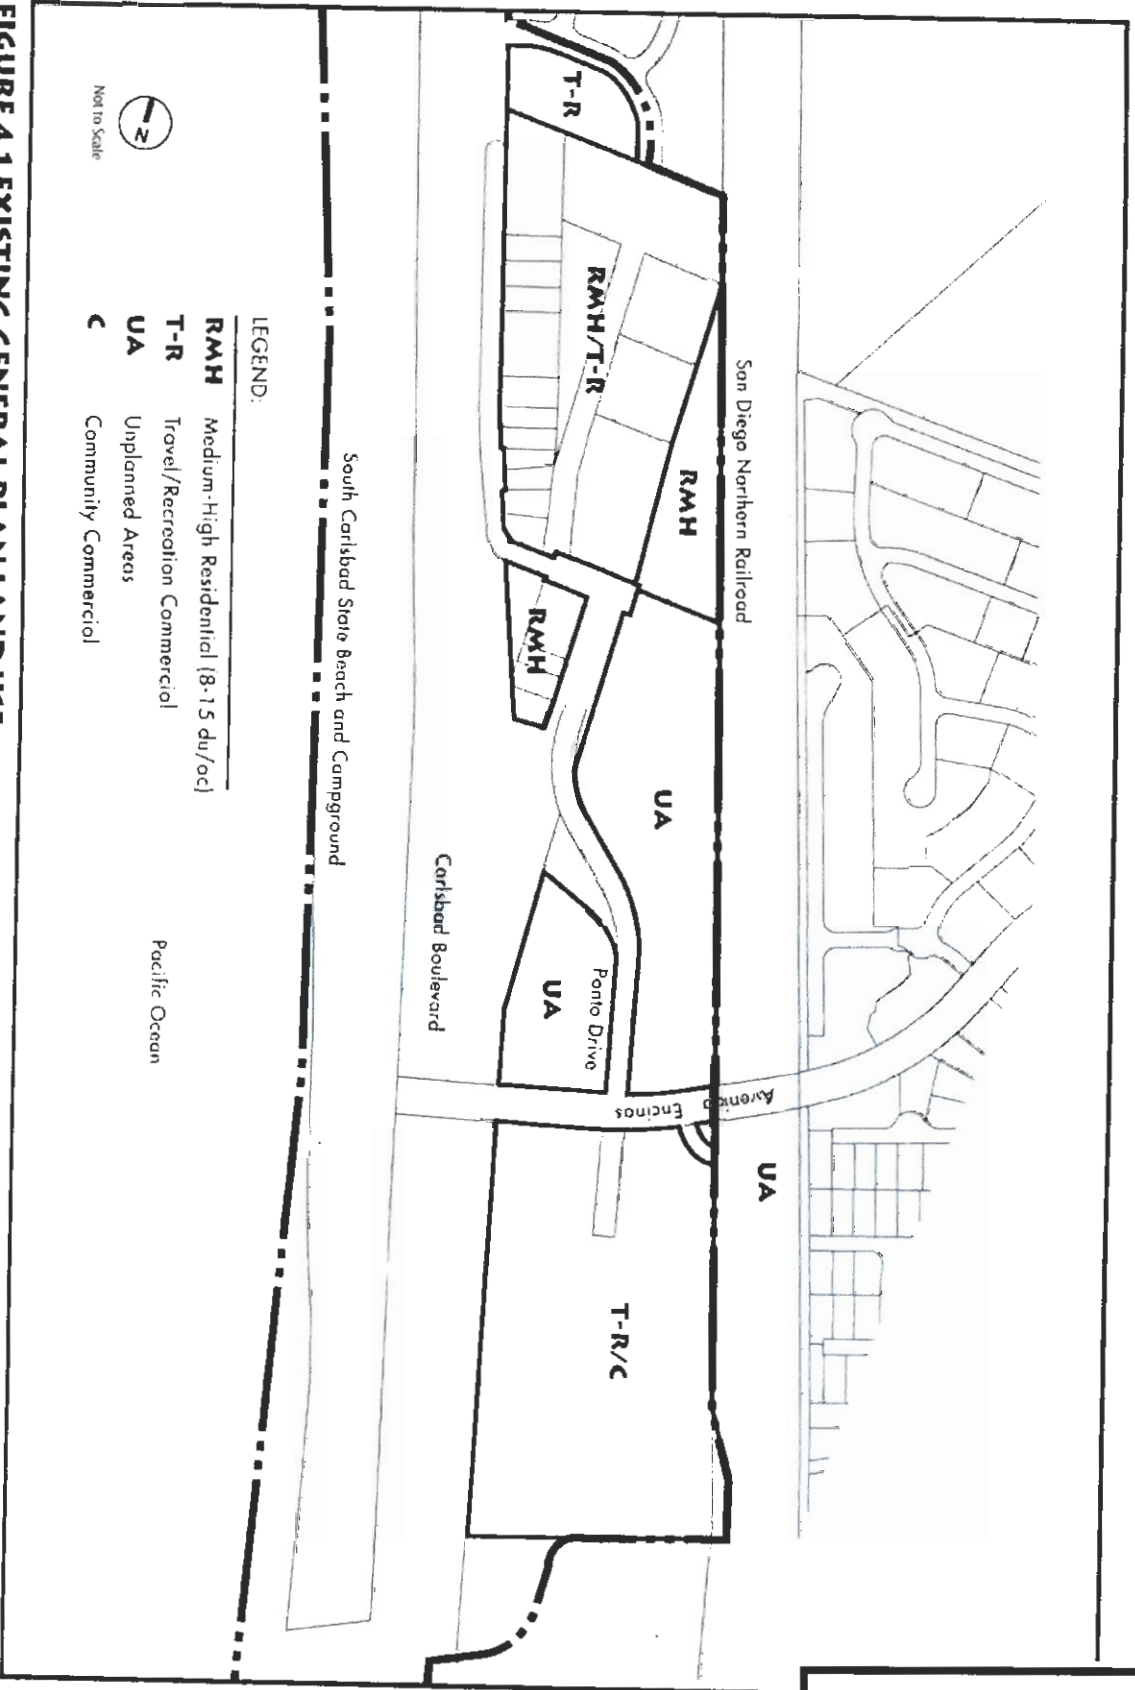 FIGURE 4.1 EXISTING GENERAL PLAN LAND USE
T-R
RMH/T-R
RMH
San Diego Northern Railroad
RMH
UA
UA
Ponto Drive
Avenida Encinas
UA
T-R/C
Carlsbad Boulevard
South Carlsbad State Beach and Campground
Pacific Ocean
LEGEND:
RMH Medium-High Residential (8-15 du/ac)
T-R Travel/Recreation Commercial
UA Unplanned Areas
C Community Commercial
N
Not to Scale